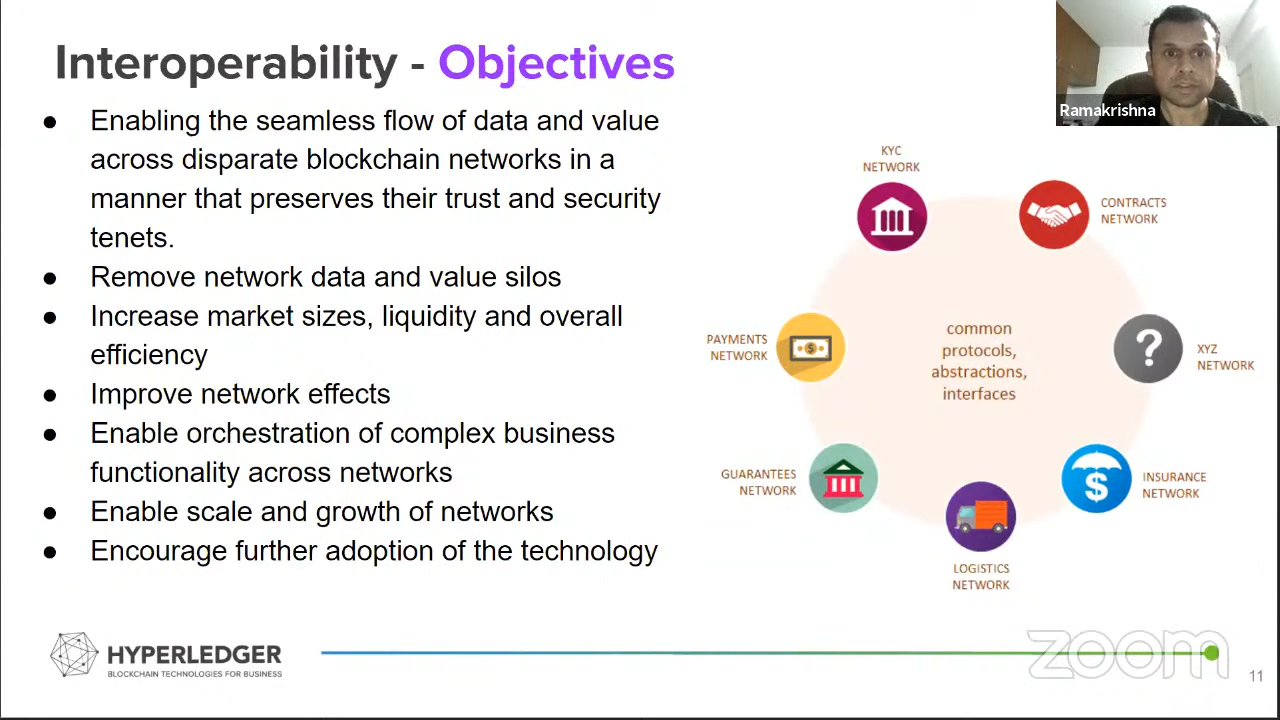 Interoperability - Objectives
Ramakrishna
● Enabling the seamless flow of data and value
across disparate blockchain networks in a
manner that preserves their trust and security
tenets.
● Remove network data and value silos
● Increase market sizes, liquidity and overall
efficiency
● Improve network effects
● Enable orchestration of complex business
functionality across networks
● Enable scale and growth of networks
● Encourage further adoption of the technology
KYC
NETWORK
CONTRACTS
NETWORK
PAYMENTS
NETWORK
common
protocols,
abstractions,
interfaces
?
XYZ
NETWORK
GUARANTEES
NETWORK
$
INSURANCE
NETWORK
LOGISTICS
NETWORK
HYPERLEDGER
BLOCKCHAIN TECHNOLOGIES FOR BUSINESS
zoom
11